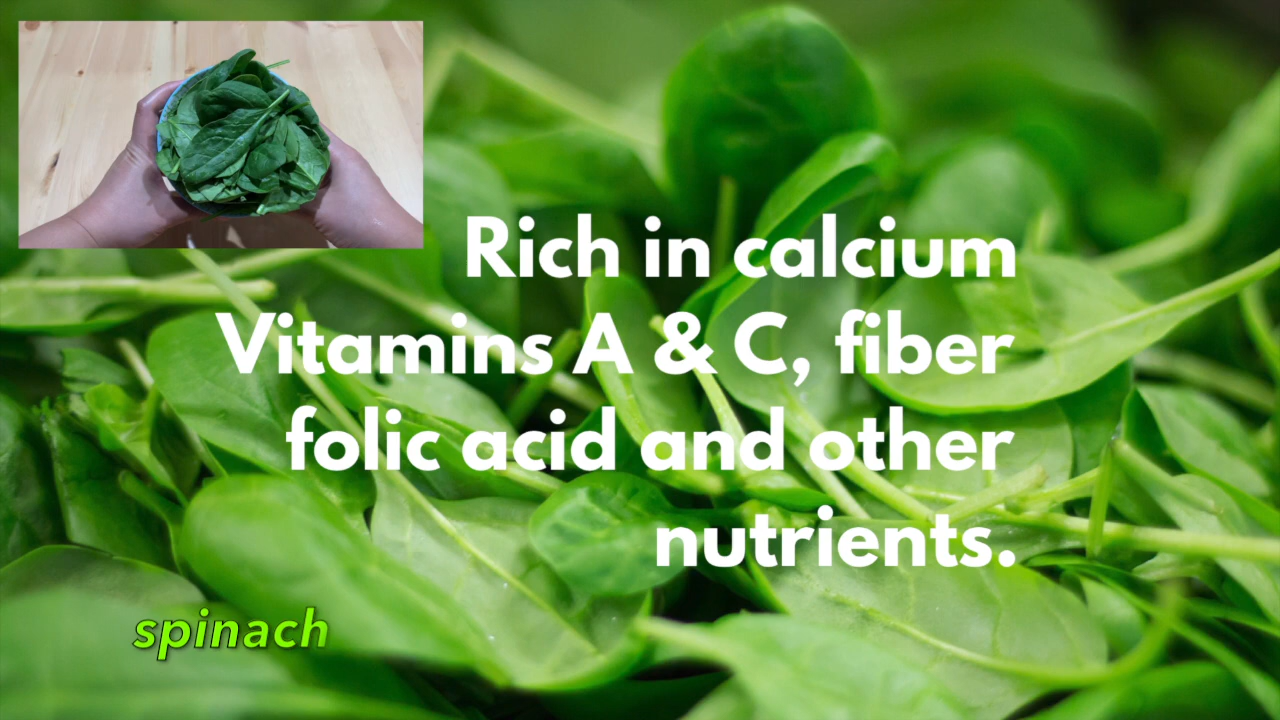 Rich in calcium
Vitamins A & C, fiber
folic acid and other
nutrients.
spinach